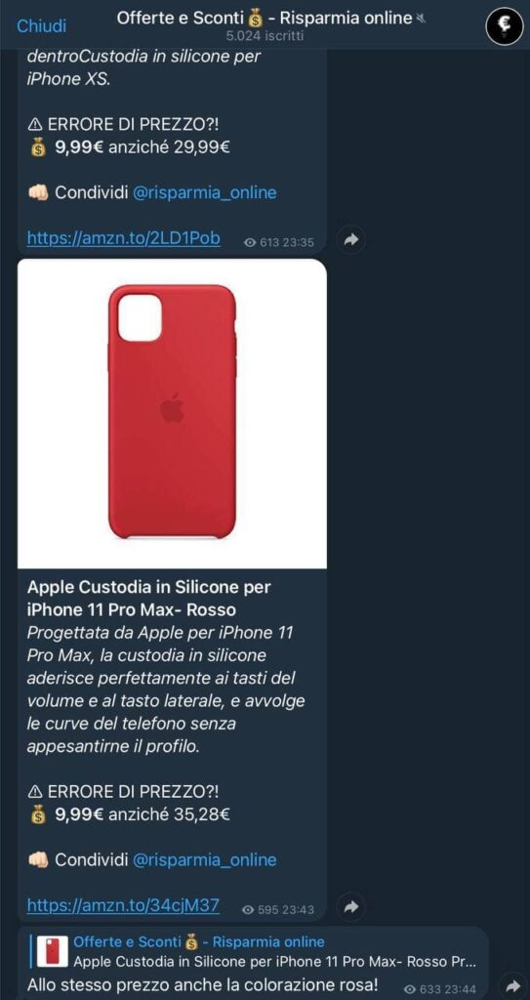 Chiudi
Offerte e Sconti💰- Risparmia online
5.024 iscritti
dentroCustodia in silicone per
iPhone XS.
⚠ ERRORE DI PREZZO?!
💰 9,99€ anziché 29,99€
👊🏻 Condividi @risparmia_online
https://amzn.to/2LD1Pob
613 23:35
Apple Custodia in Silicone per
iPhone 11 Pro Max- Rosso
Progettata da Apple per iPhone 11
Pro Max, la custodia in silicone
aderisce perfettamente ai tasti del
volume e al tasto laterale, e avvolge
le curve del telefono senza
appesantirne il profilo.
⚠ ERRORE DI PREZZO?!
💰 9,99€ anziché 35,28€
👊🏻 Condividi @risparmia_online
https://amzn.to/34cjM37
595 23:43
Offerte e Sconti💰- Risparmia online
Apple Custodia in Silicone per iPhone 11 Pro Max- Rosso Pr...
Allo stesso prezzo anche la colorazione rosa!
633 23:44